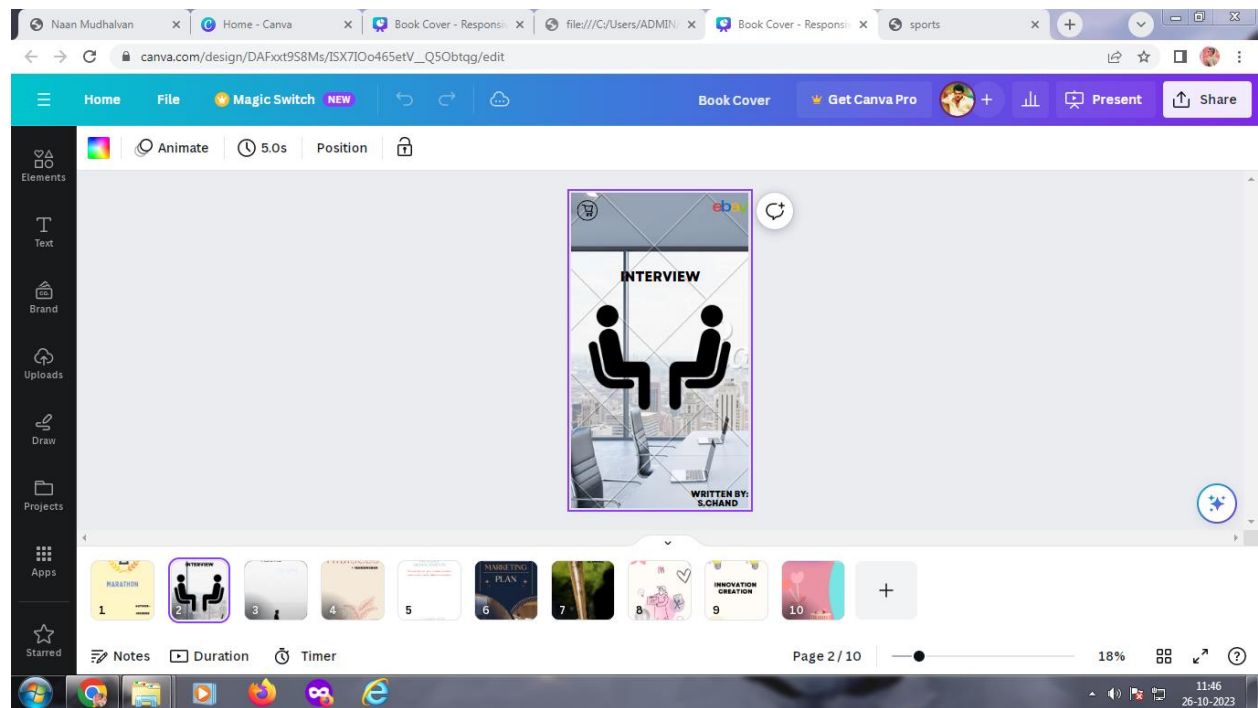 Naan Mudhalvan
Home - Canva
Book Cover - Responsiv
file:///C:/Users/ADMIN/
Book Cover - Responsiv
sports
canva.com/design/DAFxxt9S8Ms/ISX7IOo465etV__Q5Obtqg/edit
Home File Magic Switch NEW Book Cover Get Canva Pro Present Share
Animate 5.0s Position
Elements
Text
Brand
Uploads
Draw
Projects
Apps
Starred
ebay
INTERVIEW
WRITTEN BY:
S.CHAND
MARATHON
1
INTERVIEW
2
3
4
5
MARKETING
PLAN
6
7
8
INNOVATION
CREATION
9
10
Notes Duration Timer Page 2 / 10 18%
11:46
26-10-2023